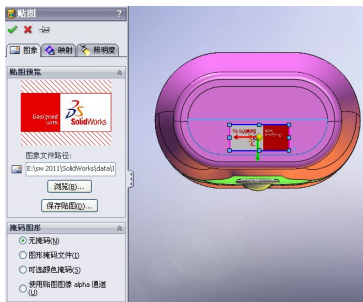 贴图
?
图象
映射
照明度
贴图预览
Designed
with
SolidWorks
图象文件路径:
E:\sw 2011\SolidWorks\data\I
浏览(B)...
保存贴图(D)...
掩码图形
无掩码(N)
图形掩码文件(I)
可选颜色掩码(S)
使用贴图图像 alpha 通道
(U)